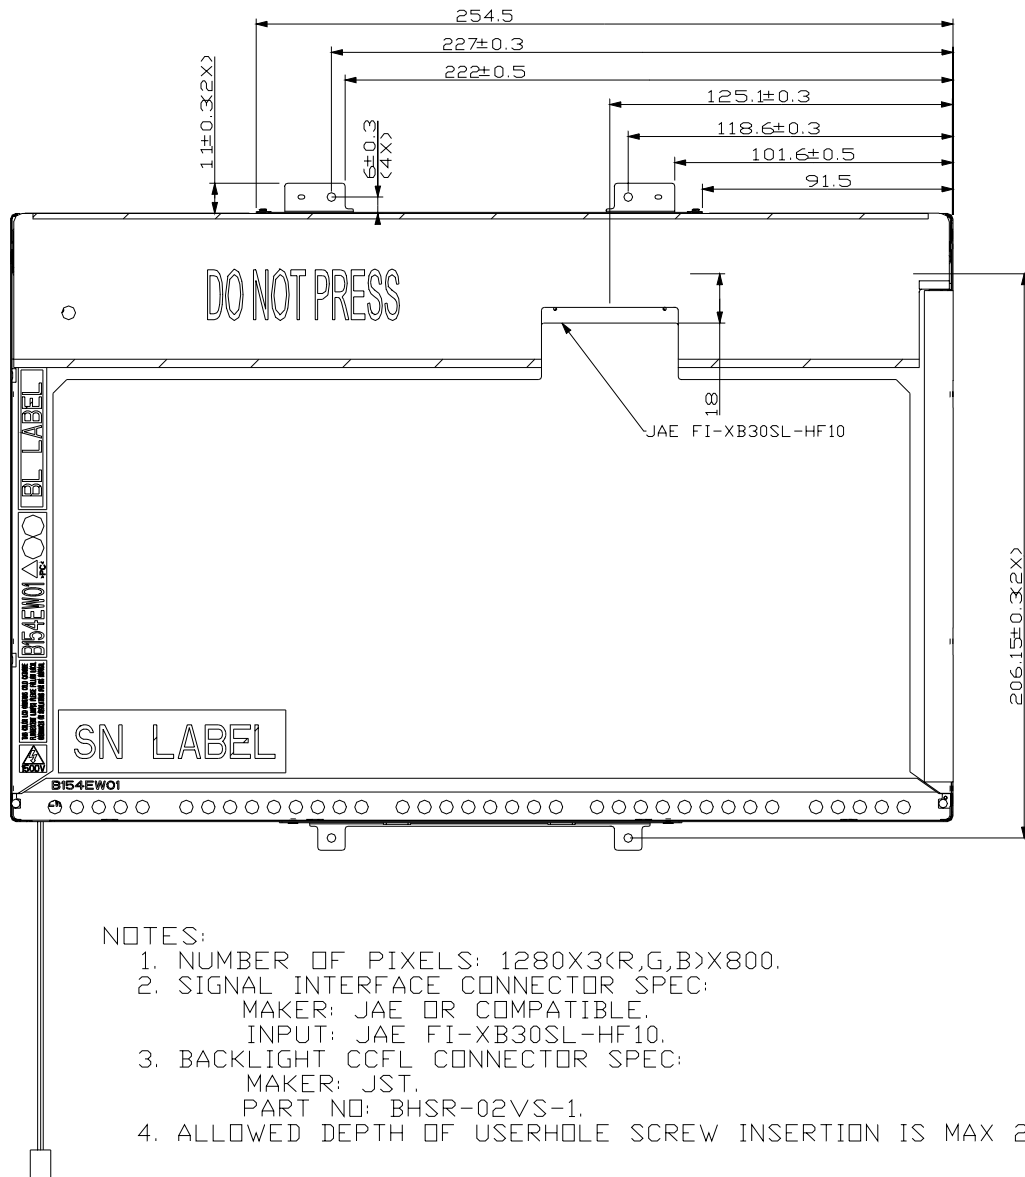 254.5
227±0.3
222±0.5
125.1±0.3
118.6±0.3
101.6±0.5
91.5
11±0.3(2X)
6±0.3
(4X)
DO NOT PRESS
18
JAE FI-XB30SL-HF10
206.15±0.3(2X)
BL LABEL
B154EW01
PC
1500V
SN LABEL
B154EW01
NOTES:
1. NUMBER OF PIXELS: 1280X3(R,G,B)X800.
2. SIGNAL INTERFACE CONNECTOR SPEC:
MAKER: JAE OR COMPATIBLE.
INPUT: JAE FI-XB30SL-HF10.
3. BACKLIGHT CCFL CONNECTOR SPEC:
MAKER: JST.
PART NO: BHSR-02VS-1.
4. ALLOWED DEPTH OF USERHOLE SCREW INSERTION IS MAX 2